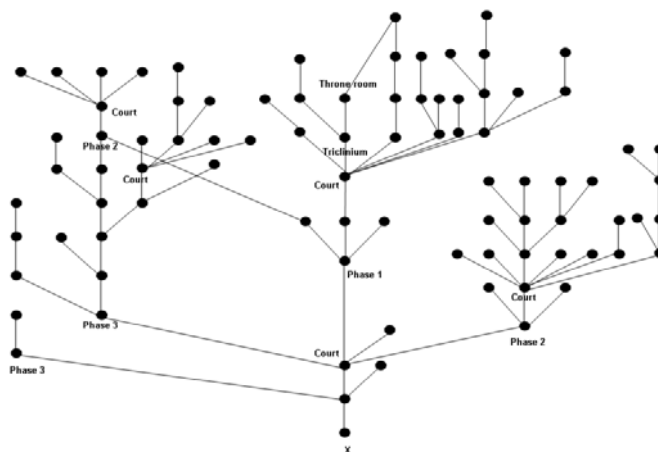 Throne room
Court
Phase 2
Triclinium
Court
Court
Phase 1
Court
Phase 3
Phase 2
Court
Phase 3
X